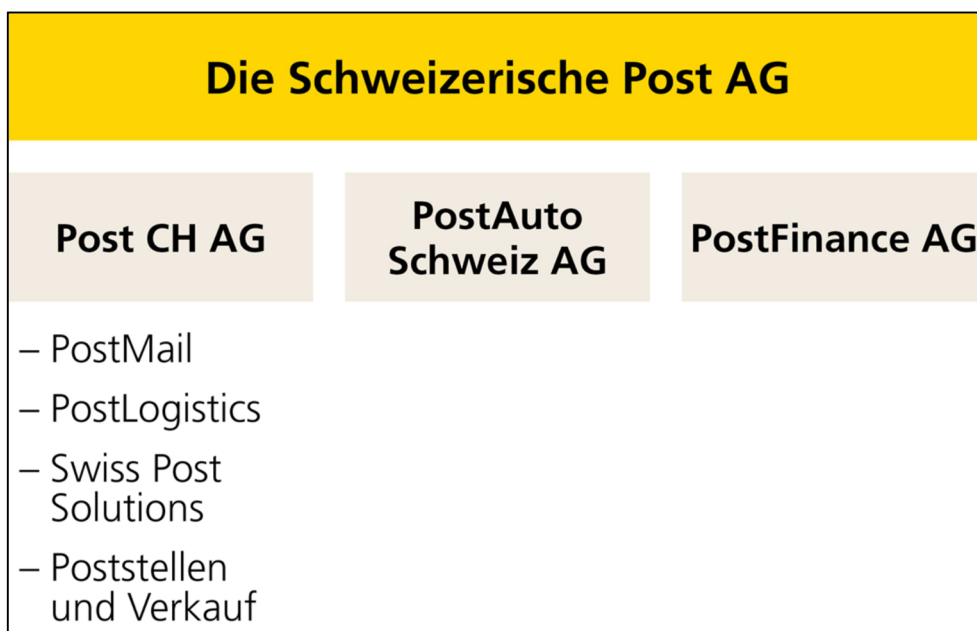 Die Schweizerische Post AG
Post CH AG
PostAuto
Schweiz AG
PostFinance AG
– PostMail
– PostLogistics
– Swiss Post
Solutions
– Poststellen
und Verkauf